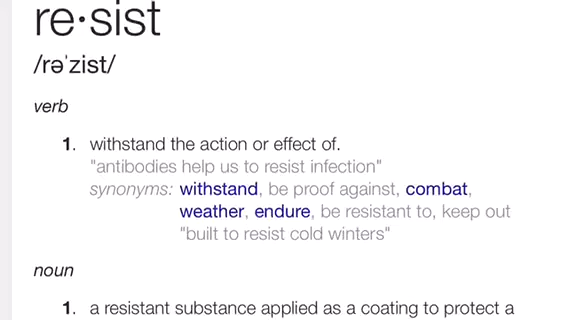 re·sist
/rəˈzist/
verb
1. withstand the action or effect of.
"antibodies help us to resist infection"
synonyms: withstand, be proof against, combat,
weather, endure, be resistant to, keep out
"built to resist cold winters"
noun
1. a resistant substance applied as a coating to protect a